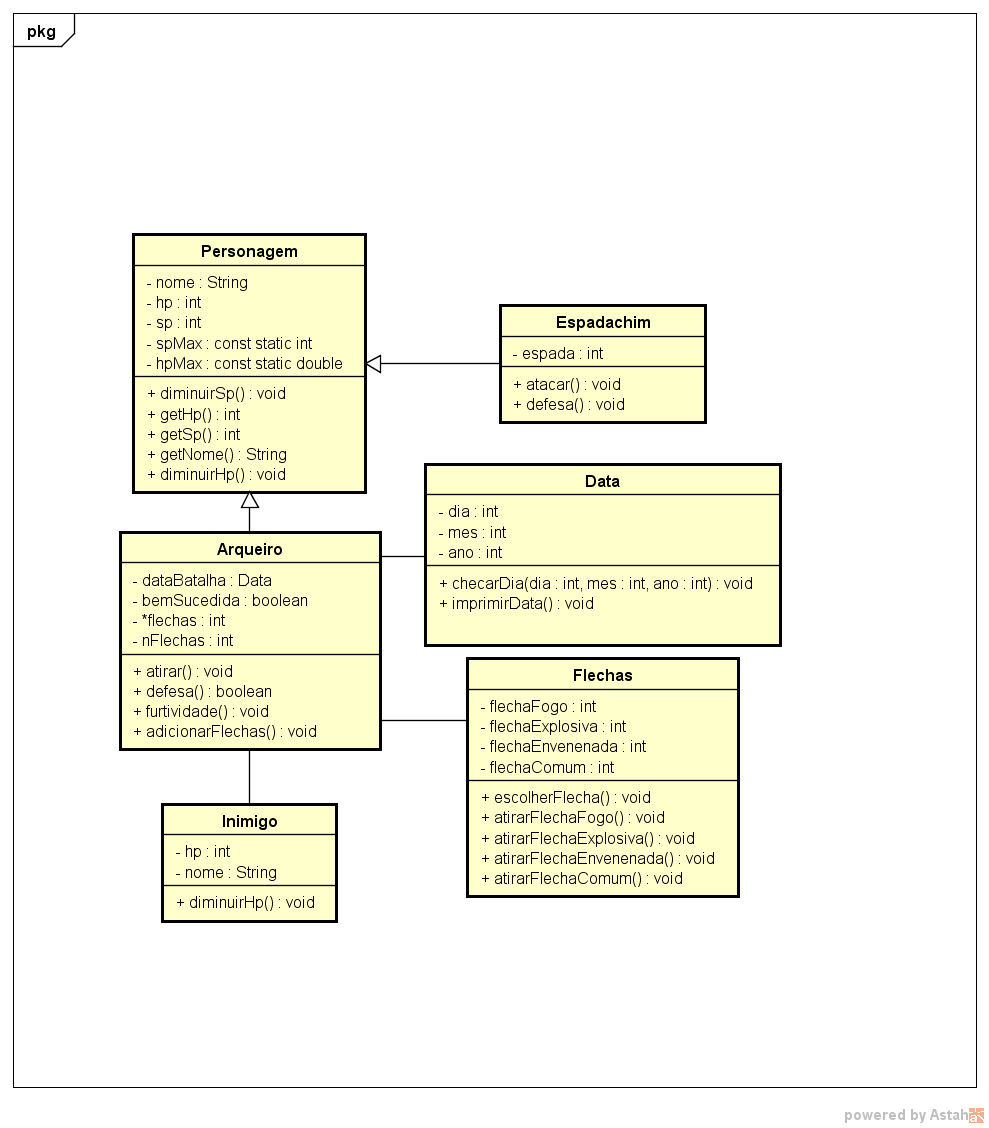 pkg
Personagem
- nome : String
- hp : int
- sp : int
- spMax : const static int
- hpMax : const static double
+ diminuirSp() : void
+ getHp() : int
+ getSp() : int
+ getNome() : String
+ diminuirHp() : void
Espadachim
- espada : int
+ atacar() : void
+ defesa() : void
Data
- dia : int
- mes : int
- ano : int
+ checarDia(dia : int, mes : int, ano : int) : void
+ imprimirData() : void
Arqueiro
- dataBatalha : Data
- bemSucedida : boolean
- *flechas : int
- nFlechas : int
+ atirar() : void
+ defesa() : boolean
+ furtividade() : void
+ adicionarFlechas() : void
Flechas
- flechaFogo : int
- flechaExplosiva : int
- flechaEnvenenada : int
- flechaComum : int
+ escolherFlecha() : void
+ atirarFlechaFogo() : void
+ atirarFlechaExplosiva() : void
+ atirarFlechaEnvenenada() : void
+ atirarFlechaComum() : void
Inimigo
- hp : int
- nome : String
+ diminuirHp() : void
powered by Astah